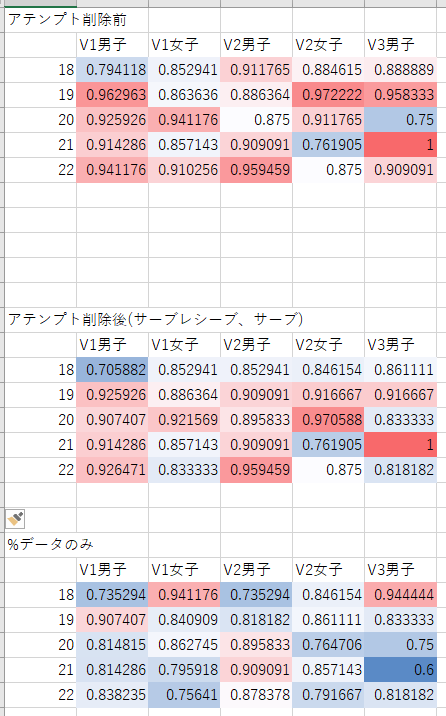 アテンプト削除前
V1男子 V1女子 V2男子 V2女子 V3男子
18 0.794118 0.852941 0.911765 0.884615 0.888889
19 0.962963 0.863636 0.886364 0.972222 0.958333
20 0.925926 0.941176 0.875 0.911765 0.75
21 0.914286 0.857143 0.909091 0.761905 1
22 0.941176 0.910256 0.959459 0.875 0.909091
アテンプト削除後(サーブレシーブ、サーブ)
V1男子 V1女子 V2男子 V2女子 V3男子
18 0.705882 0.852941 0.852941 0.846154 0.861111
19 0.925926 0.886364 0.909091 0.916667 0.916667
20 0.907407 0.921569 0.895833 0.970588 0.833333
21 0.914286 0.857143 0.909091 0.761905 1
22 0.926471 0.833333 0.959459 0.875 0.818182
%データのみ
V1男子 V1女子 V2男子 V2女子 V3男子
18 0.735294 0.941176 0.735294 0.846154 0.944444
19 0.907407 0.840909 0.818182 0.861111 0.833333
20 0.814815 0.862745 0.895833 0.764706 0.75
21 0.814286 0.795918 0.909091 0.857143 0.6
22 0.838235 0.75641 0.878378 0.791667 0.818182